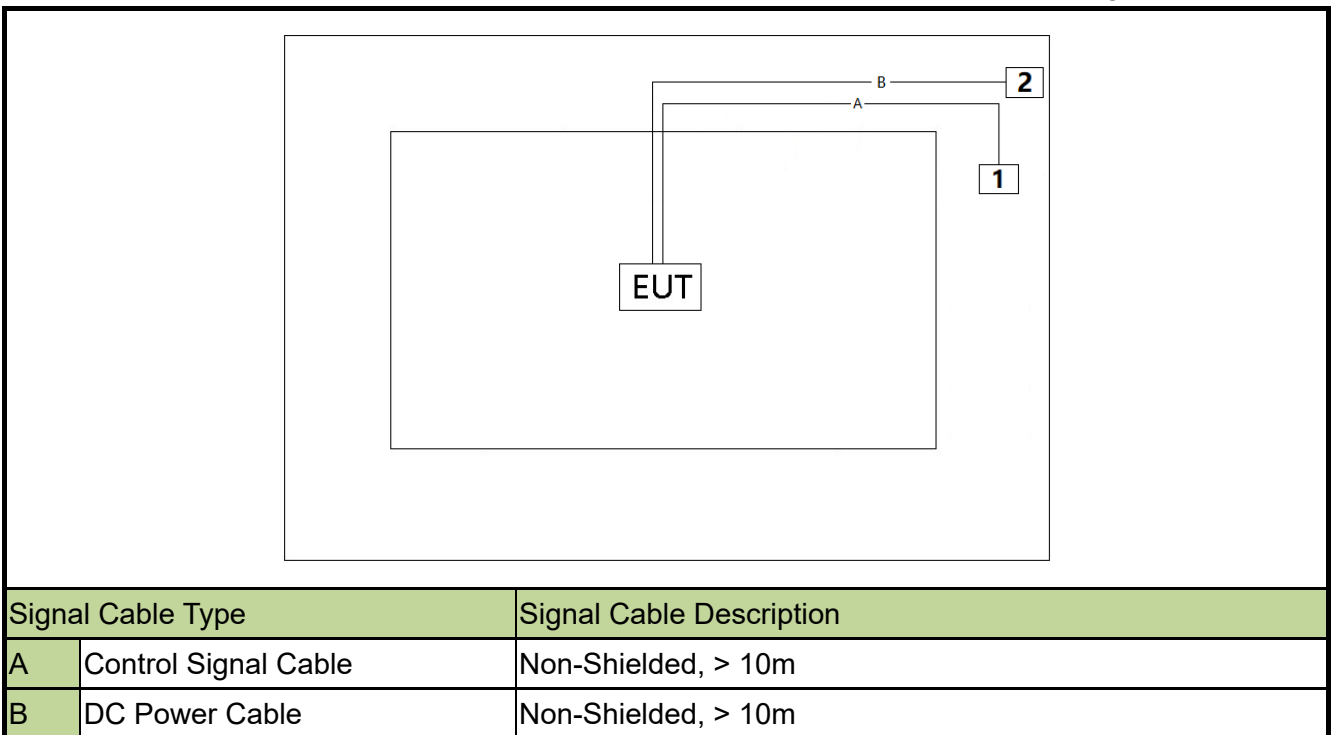 B
2
A
1
EUT
Signal Cable Type Signal Cable Description
A Control Signal Cable Non-Shielded, > 10m
B DC Power Cable Non-Shielded, > 10m